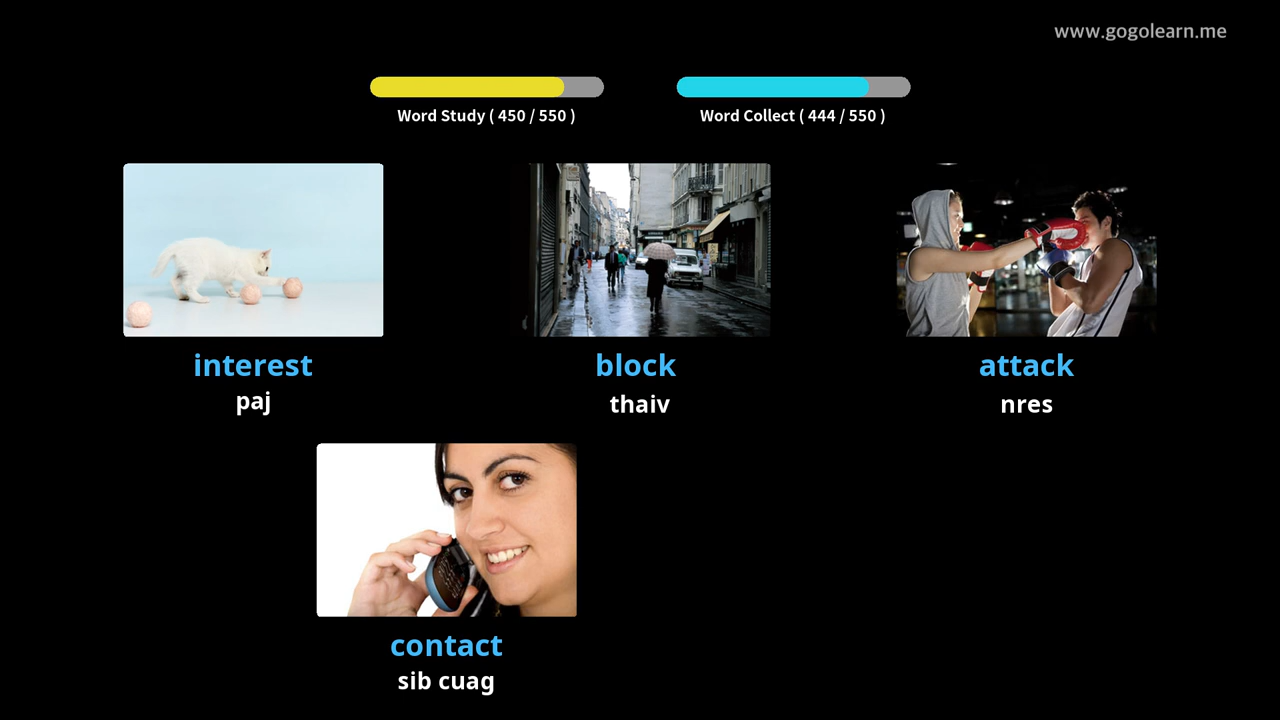 www.gogolearn.me
Word Study ( 450 / 550 )
Word Collect ( 444 / 550 )
interest
paj
block
thaiv
attack
nres
contact
sib cuag